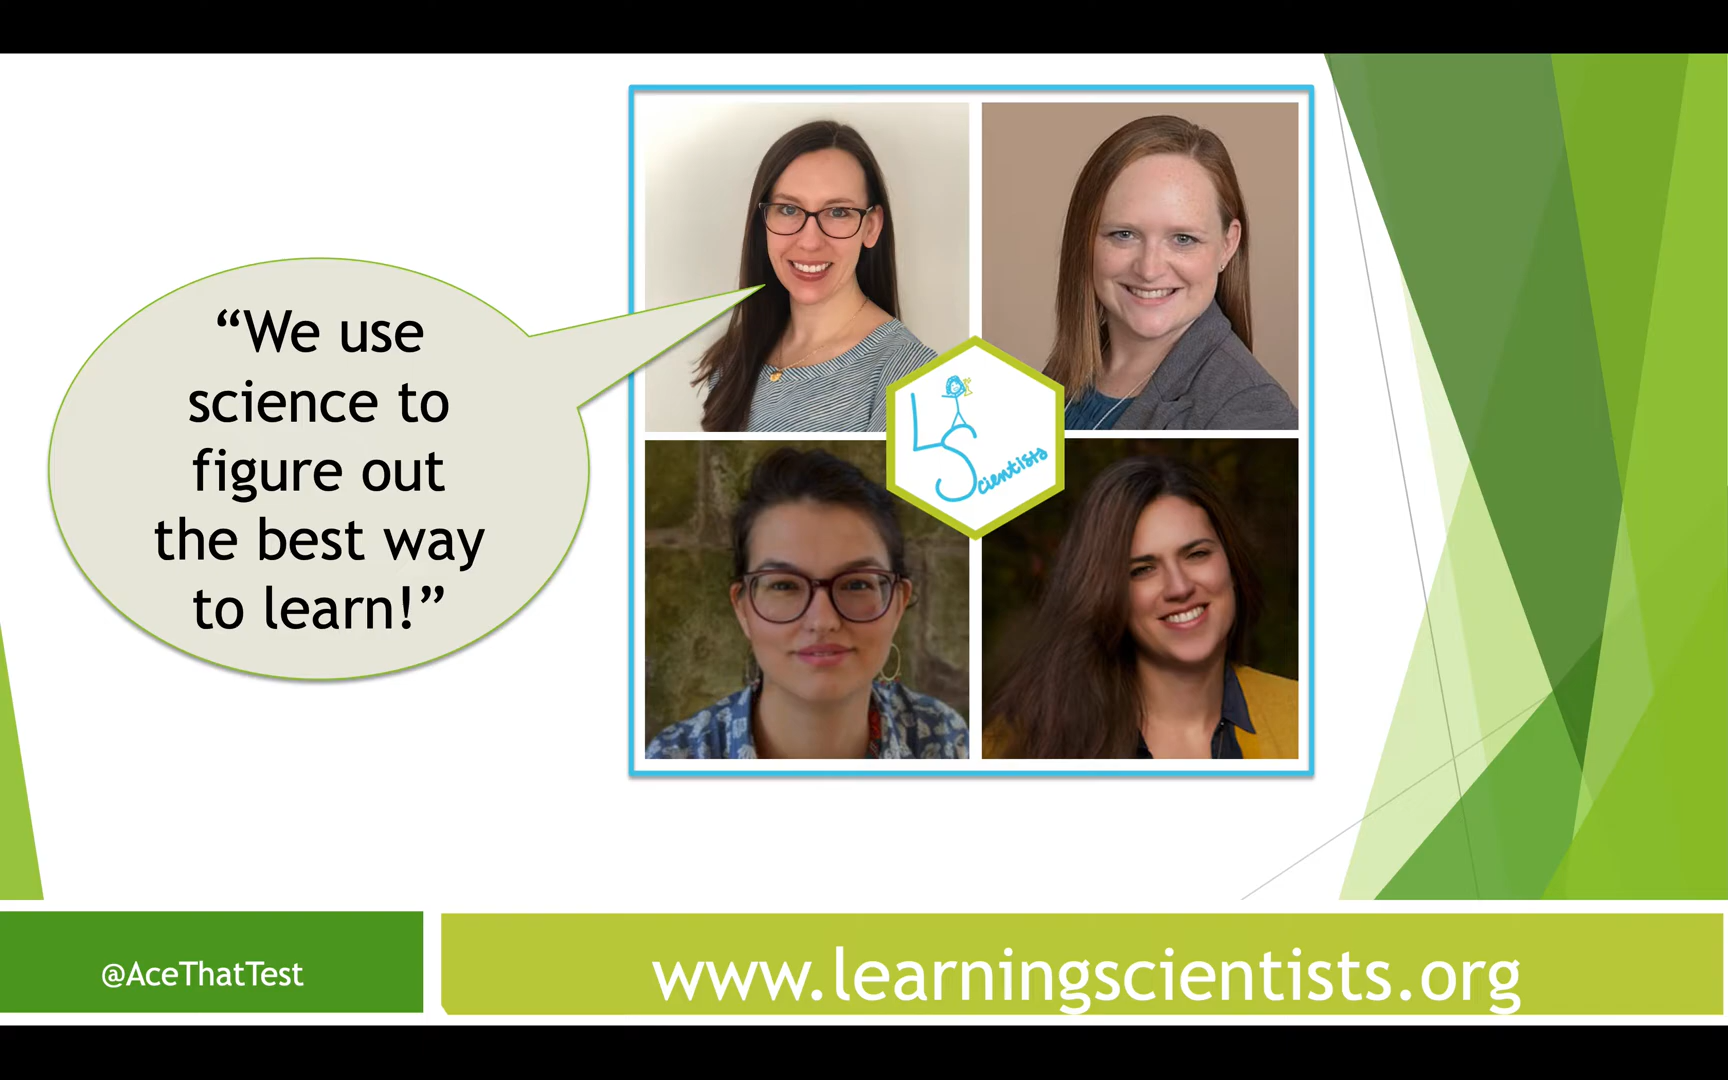 “We use
science to
figure out
the best way
to learn!”
LS
cientists
@AceThatTest
www.learningscientists.org